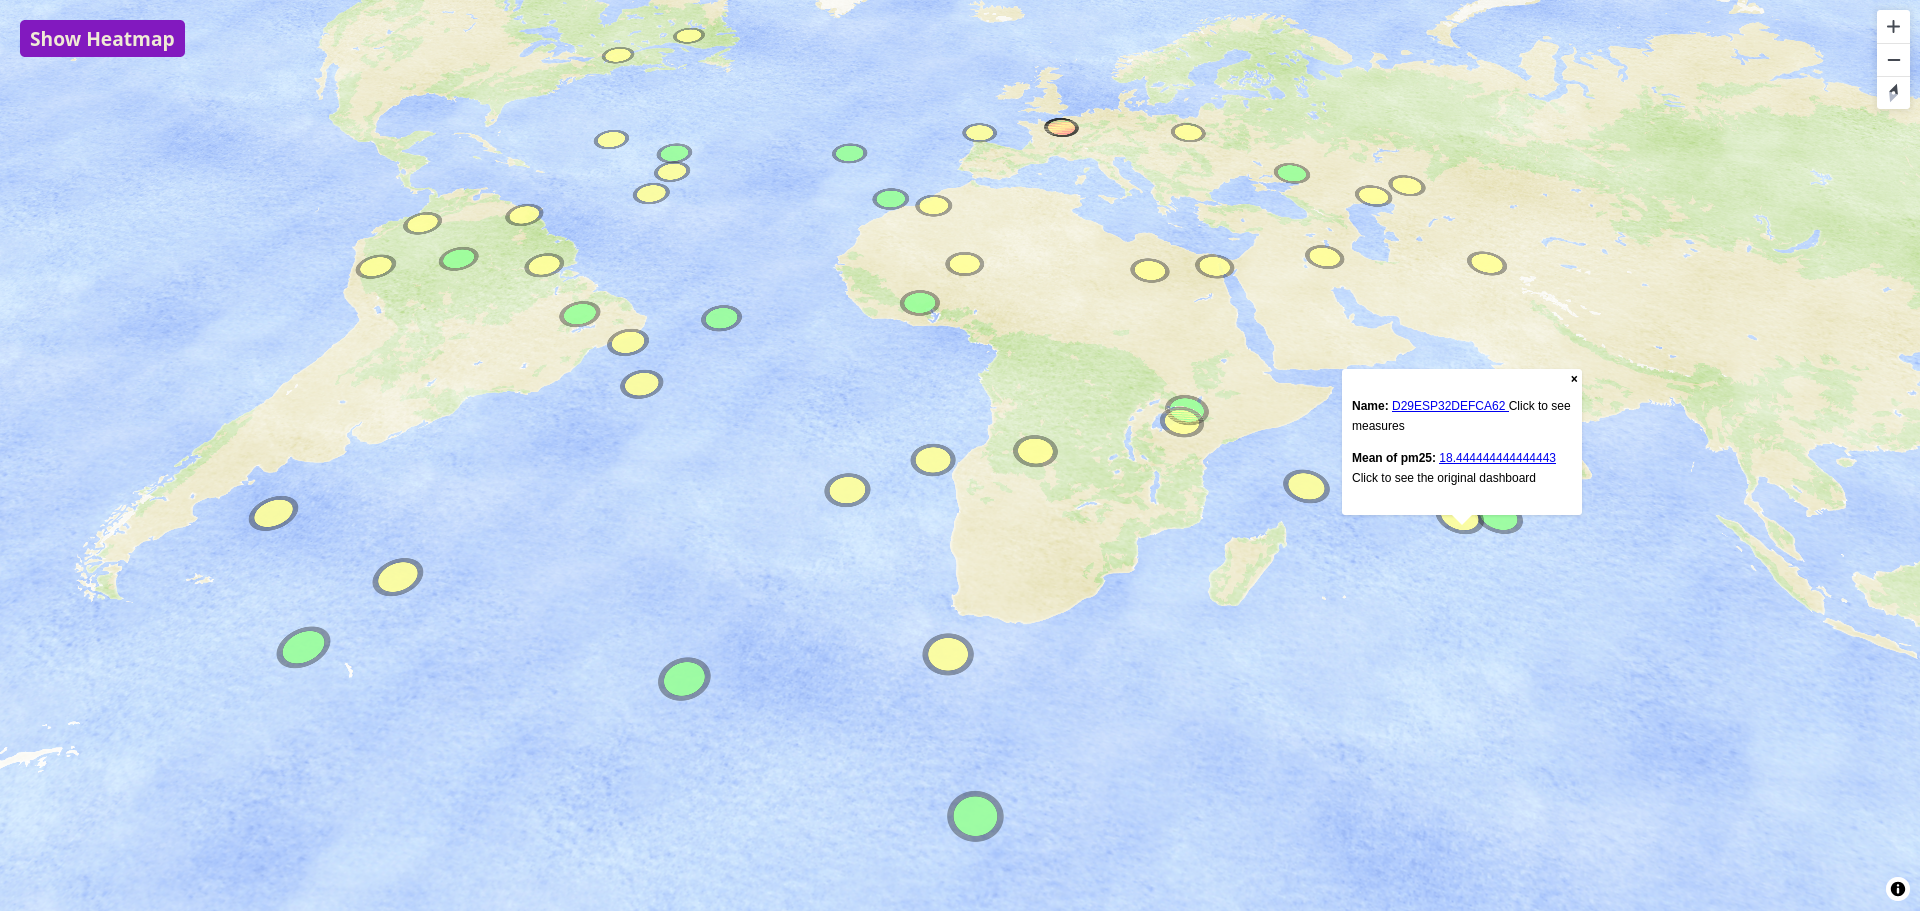 Show Heatmap
×
Name: D29ESP32DEFCA62 Click to see
measures
Mean of pm25: 18.444444444444443
Click to see the original dashboard